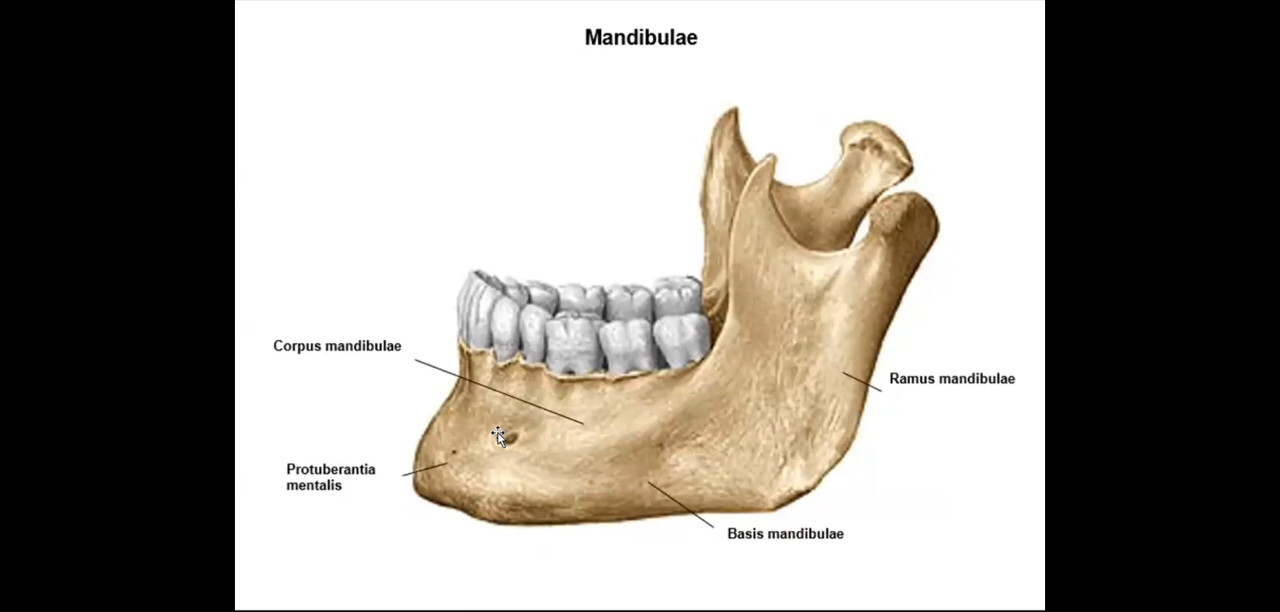 Mandibulae
Corpus mandibulae
Ramus mandibulae
Protuberantia
mentalis
Basis mandibulae